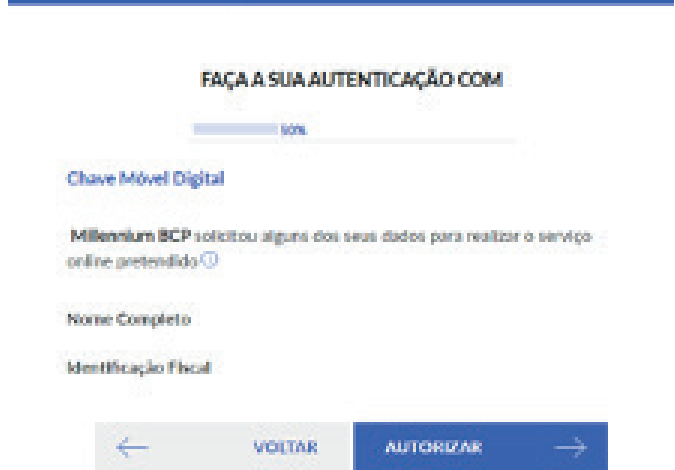 FAÇA A SUA AUTENTICAÇÃO COM
50%
Chave Móvel Digital
Millennium BCP solicitou alguns dos seus dados para realizar o serviço
online pretendido
Nome Completo
Identificação Fiscal
VOLTAR
AUTORIZAR